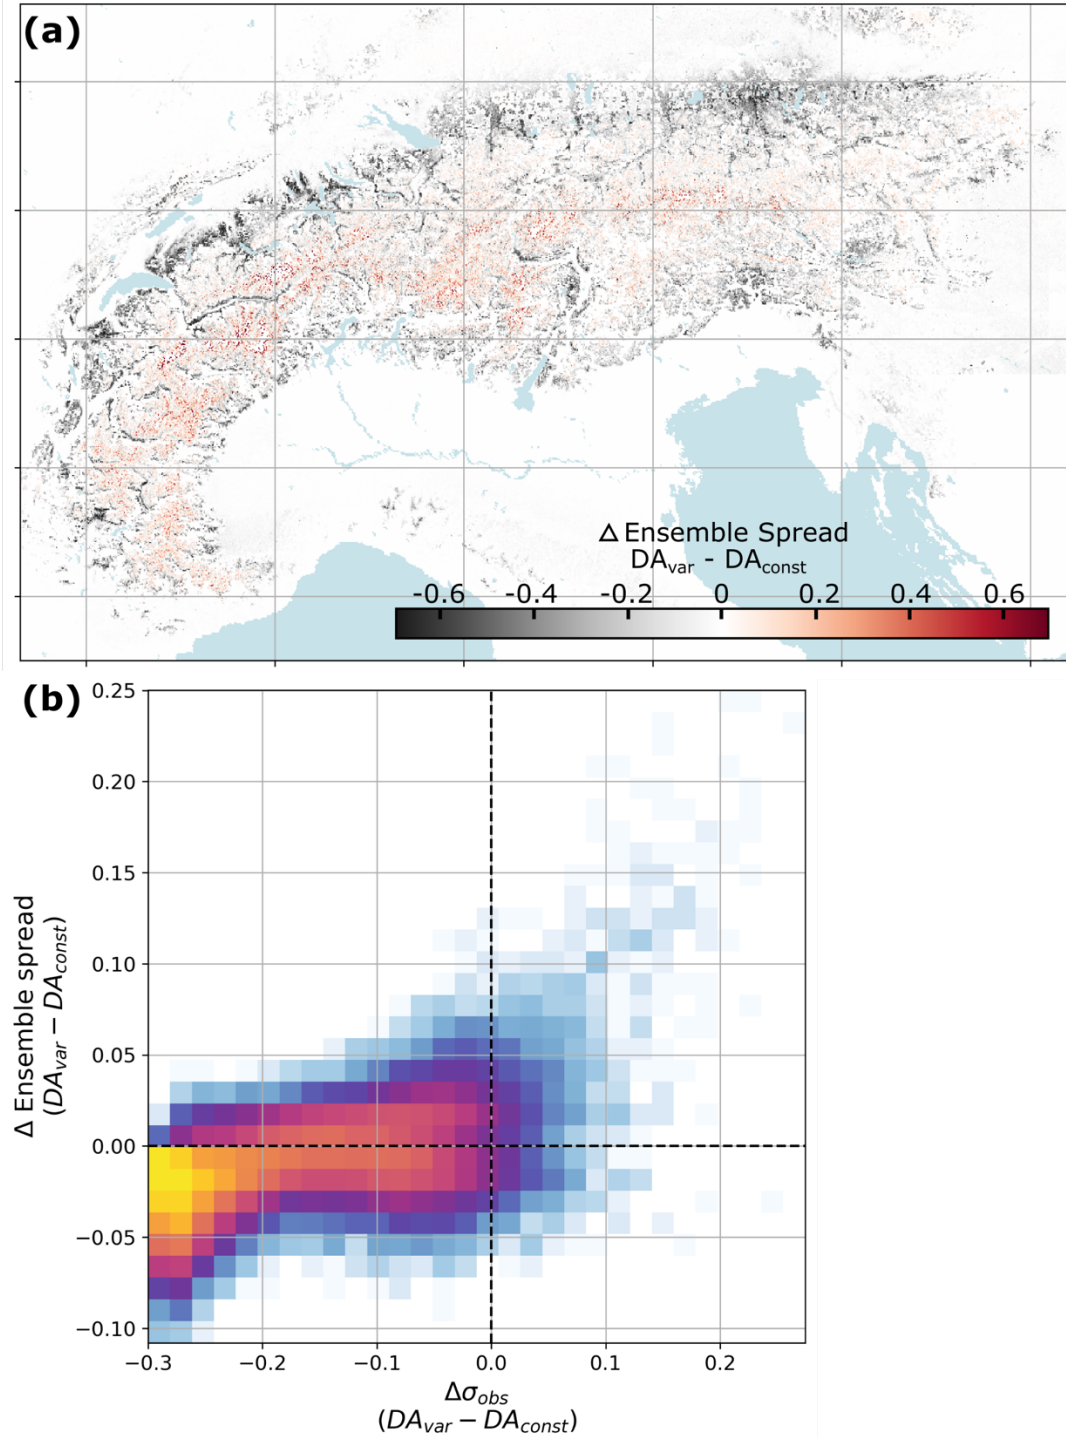 (a)
Δ Ensemble Spread
DAvar - DAconst
-0.6 -0.4 -0.2 0 0.2 0.4 0.6
(b)
0.25
0.20
0.15
0.10
0.05
0.00
−0.05
−0.10
Δ Ensemble spread
(DAvar − DAconst)
−0.3 −0.2 −0.1 0.0 0.1 0.2
Δσobs
(DAvar − DAconst)